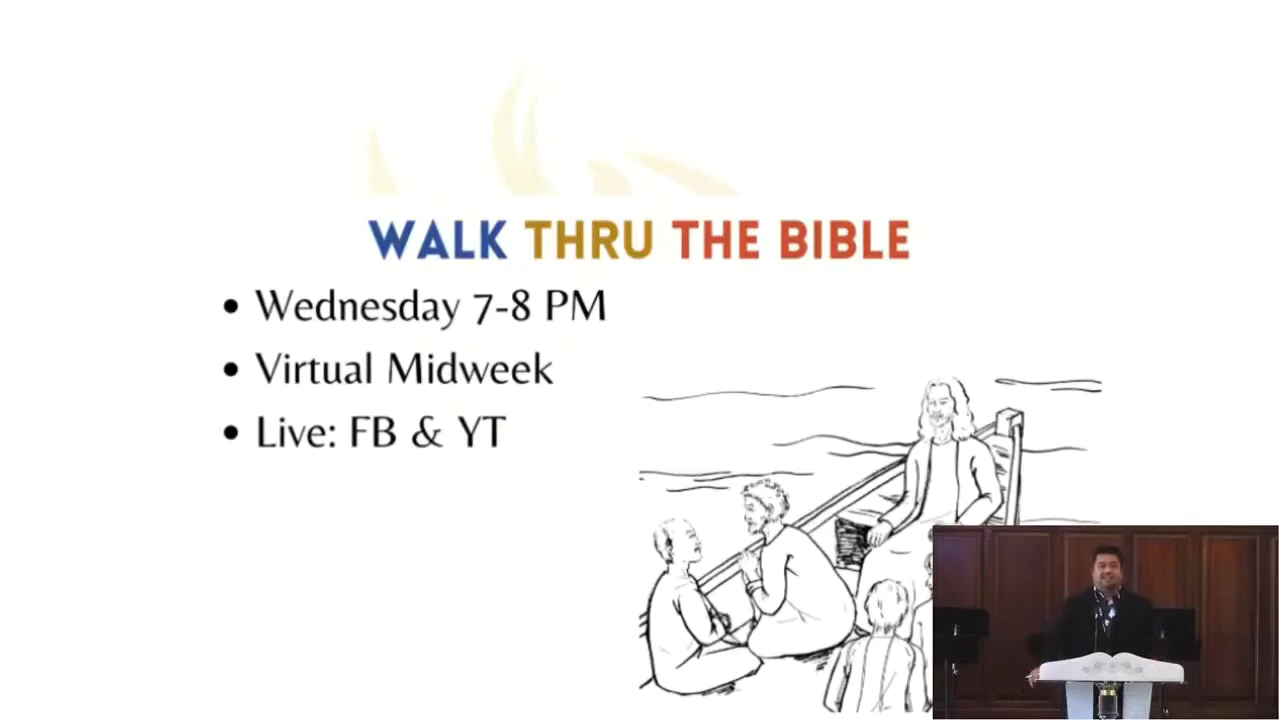 WALK THRU THE BIBLE
• Wednesday 7-8 PM
• Virtual Midweek
• Live: FB & YT